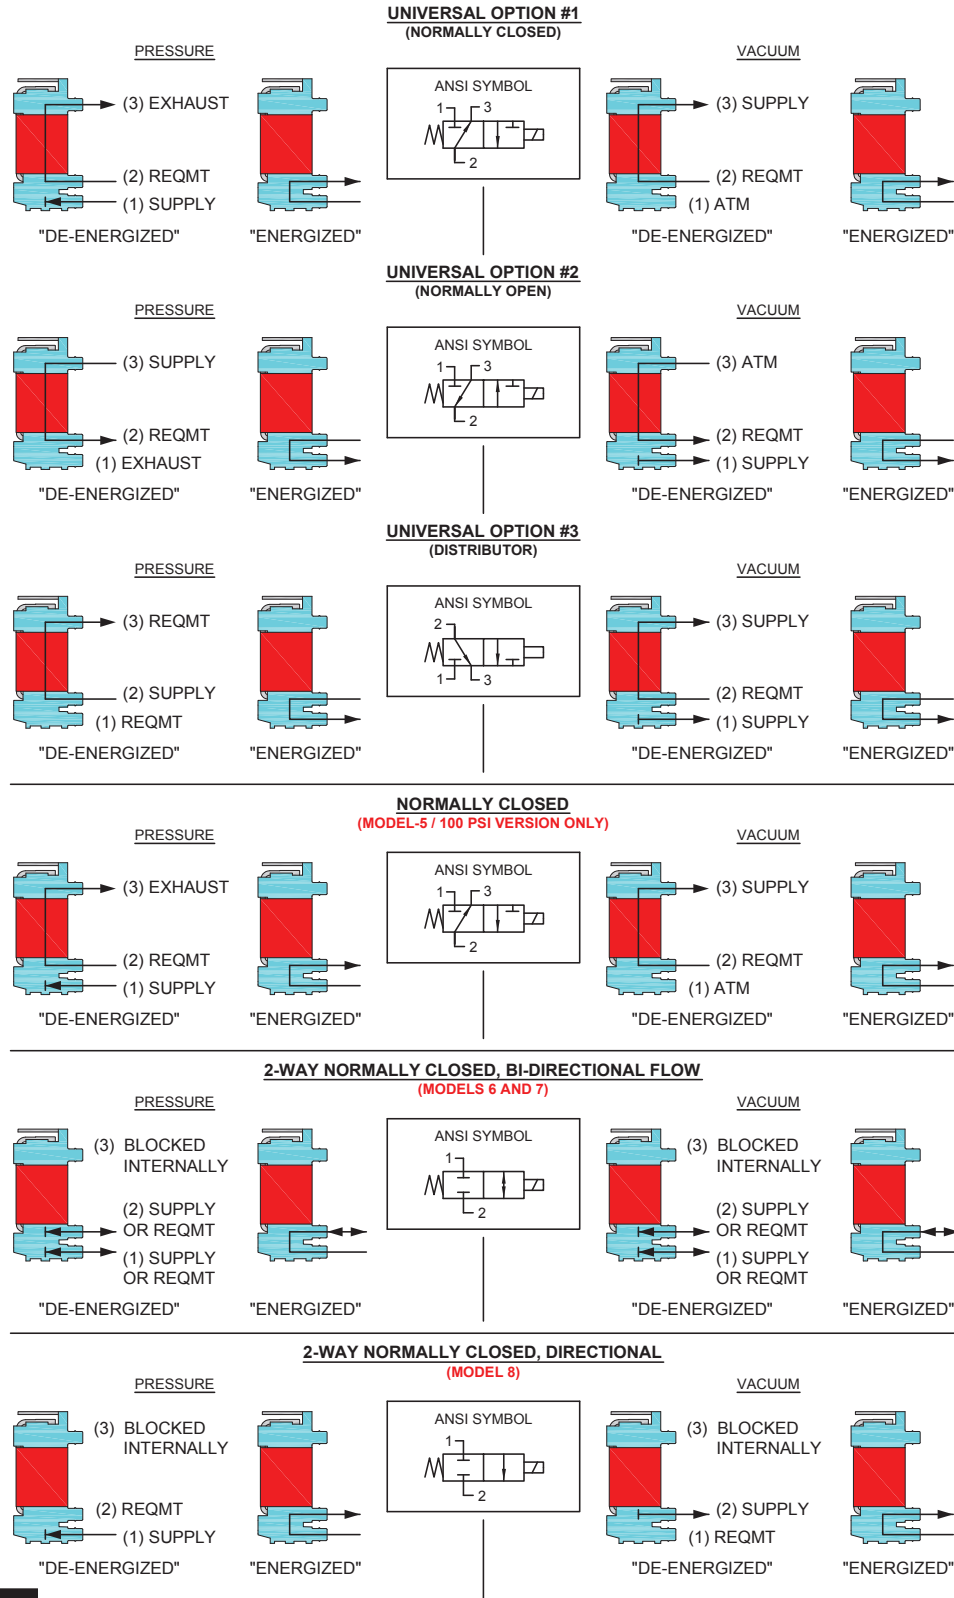 UNIVERSAL OPTION #1
(NORMALLY CLOSED)
PRESSURE
VACUUM
ANSI SYMBOL
1
3
2
(3) EXHAUST
(2) REQMT
(1) SUPPLY
"DE-ENERGIZED"
"ENERGIZED"
(3) SUPPLY
(2) REQMT
(1) ATM
"DE-ENERGIZED"
"ENERGIZED"
UNIVERSAL OPTION #2
(NORMALLY OPEN)
PRESSURE
VACUUM
ANSI SYMBOL
1
3
2
(3) SUPPLY
(2) REQMT
(1) EXHAUST
"DE-ENERGIZED"
"ENERGIZED"
(3) ATM
(2) REQMT
(1) SUPPLY
"DE-ENERGIZED"
"ENERGIZED"
UNIVERSAL OPTION #3
(DISTRIBUTOR)
PRESSURE
VACUUM
ANSI SYMBOL
2
1
3
(3) REQMT
(2) SUPPLY
(1) REQMT
"DE-ENERGIZED"
"ENERGIZED"
(3) SUPPLY
(2) REQMT
(1) SUPPLY
"DE-ENERGIZED"
"ENERGIZED"
NORMALLY CLOSED
(MODEL-5 / 100 PSI VERSION ONLY)
PRESSURE
VACUUM
ANSI SYMBOL
1
3
2
(3) EXHAUST
(2) REQMT
(1) SUPPLY
"DE-ENERGIZED"
"ENERGIZED"
(3) SUPPLY
(2) REQMT
(1) ATM
"DE-ENERGIZED"
"ENERGIZED"
2-WAY NORMALLY CLOSED, BI-DIRECTIONAL FLOW
(MODELS 6 AND 7)
PRESSURE
VACUUM
ANSI SYMBOL
1
2
(3) BLOCKED
INTERNALLY
(2) SUPPLY
OR REQMT
(1) SUPPLY
OR REQMT
"DE-ENERGIZED"
"ENERGIZED"
(3) BLOCKED
INTERNALLY
(2) SUPPLY
OR REQMT
(1) SUPPLY
OR REQMT
"DE-ENERGIZED"
"ENERGIZED"
2-WAY NORMALLY CLOSED, DIRECTIONAL
(MODEL 8)
PRESSURE
VACUUM
ANSI SYMBOL
1
2
(3) BLOCKED
INTERNALLY
(2) REQMT
(1) SUPPLY
"DE-ENERGIZED"
"ENERGIZED"
(3) BLOCKED
INTERNALLY
(2) SUPPLY
(1) REQMT
"DE-ENERGIZED"
"ENERGIZED"